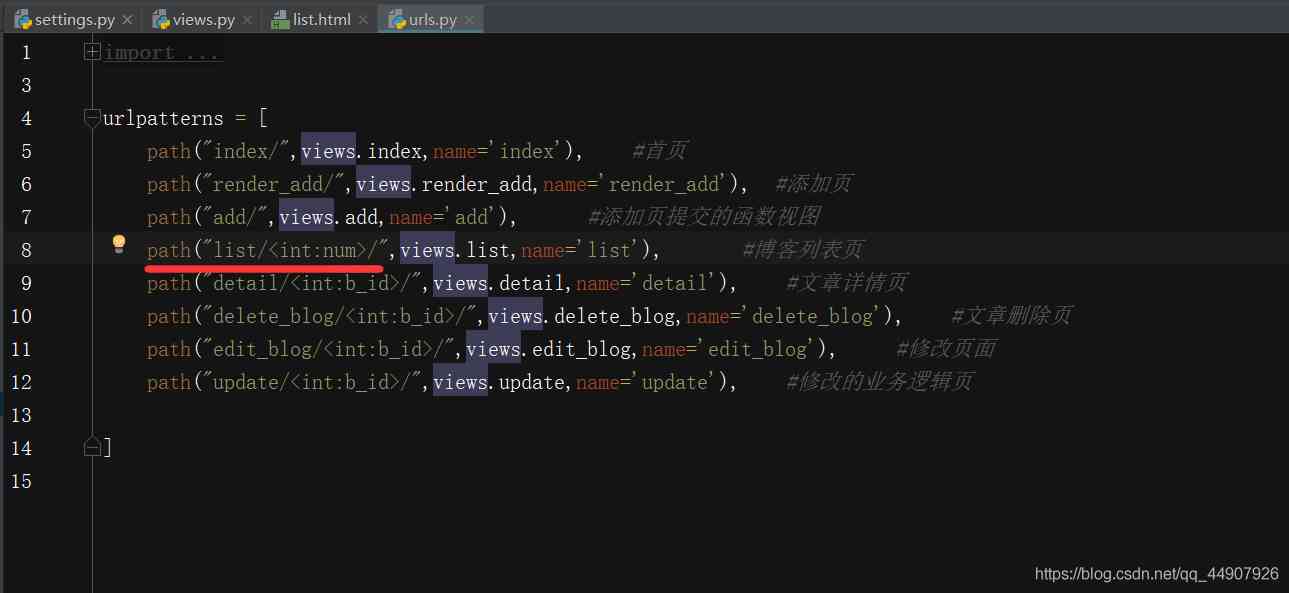 settings.py views.py list.html urls.py
1 import ...
3
4 urlpatterns = [
5 path("index/",views.index,name='index'), #首页
6 path("render_add/",views.render_add,name='render_add'), #添加页
7 path("add/",views.add,name='add'), #添加页提交的函数视图
8 path("list/<int:num>/",views.list,name='list'), #博客列表页
9 path("detail/<int:b_id>/",views.detail,name='detail'), #文章详情页
10 path("delete_blog/<int:b_id>/",views.delete_blog,name='delete_blog'), #文章删除页
11 path("edit_blog/<int:b_id>/",views.edit_blog,name='edit_blog'), #修改页面
12 path("update/<int:b_id>/",views.update,name='update'), #修改的业务逻辑页
13
14 ]
15
https://blog.csdn.net/qq_44907926